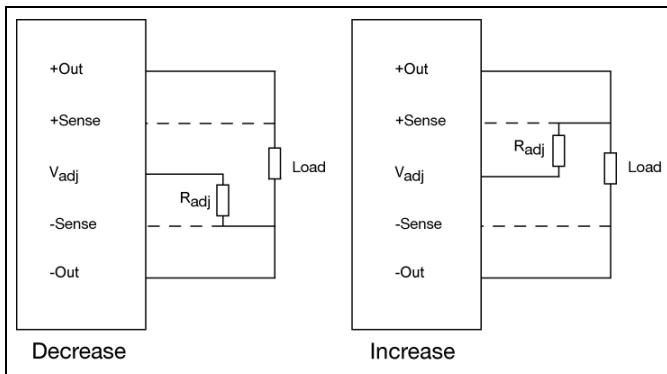 +Out
+Sense
Vadj
Radj
-Sense
-Out
Load
Decrease
+Out
+Sense
Radj
Vadj
-Sense
-Out
Load
Increase